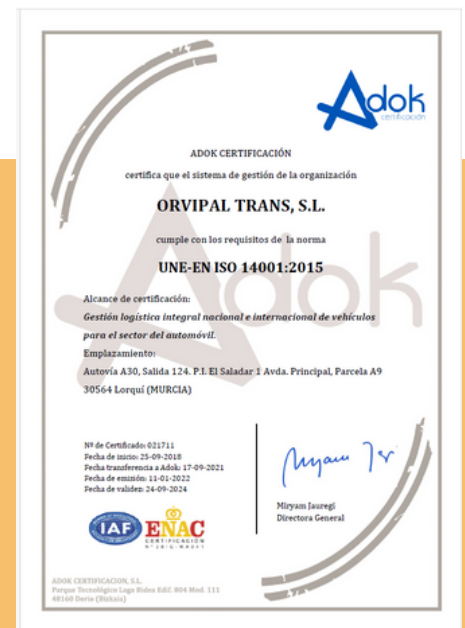 Adok
certificación
ADOK CERTIFICACIÓN
certifica que el sistema de gestión de la organización
ORVIPAL TRANS, S.L.
cumple con los requisitos de la norma
UNE-EN ISO 14001:2015
Adok
Alcance de certificación:
Gestión logística integral nacional e internacional de vehículos
para el sector del automóvil.
Emplazamiento:
Autovía A30, Salida 124. P.I. El Saladar 1 Avda. Principal, Parcela A9
30564 Lorquí (MURCIA)
Nº de Certificado: 021711
Fecha de inicio: 25-09-2018
Fecha transferencia a Adok: 17-09-2021
Fecha de emisión: 11-01-2022
Fecha de validez: 24-09-2024
Miryam Jauregi
Directora General
IAF
ENAC
CERTIFICACIÓN
ADOK CERTIFICACION, S.L.
Parque Tecnológico Laga Bidea Edif. 804 Mod. 111
48160 Derio (Bizkaia)